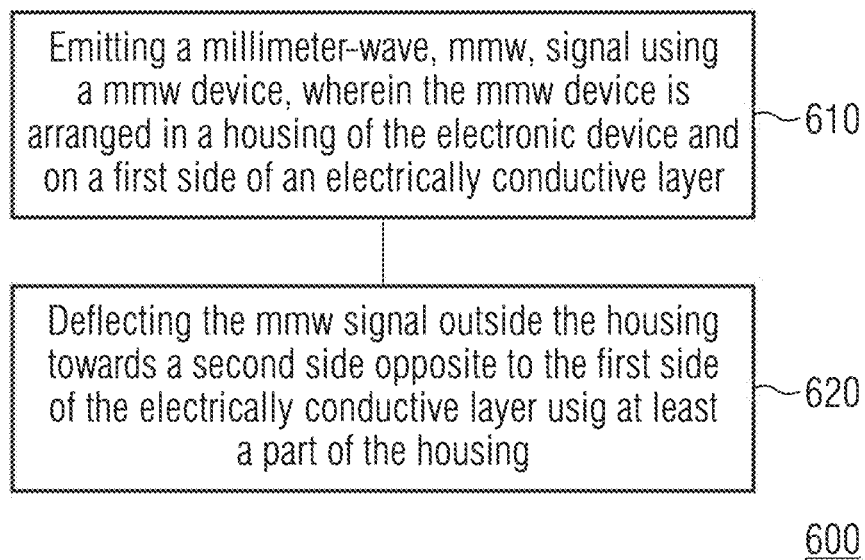 Emitting a millimeter-wave, mmw, signal using
a mmw device, wherein the mmw device is
arranged in a housing of the electronic device and
on a first side of an electrically conductive layer
610
Deflecting the mmw signal outside the housing
towards a second side opposite to the first side
of the electrically conductive layer usig at least
a part of the housing
620
600